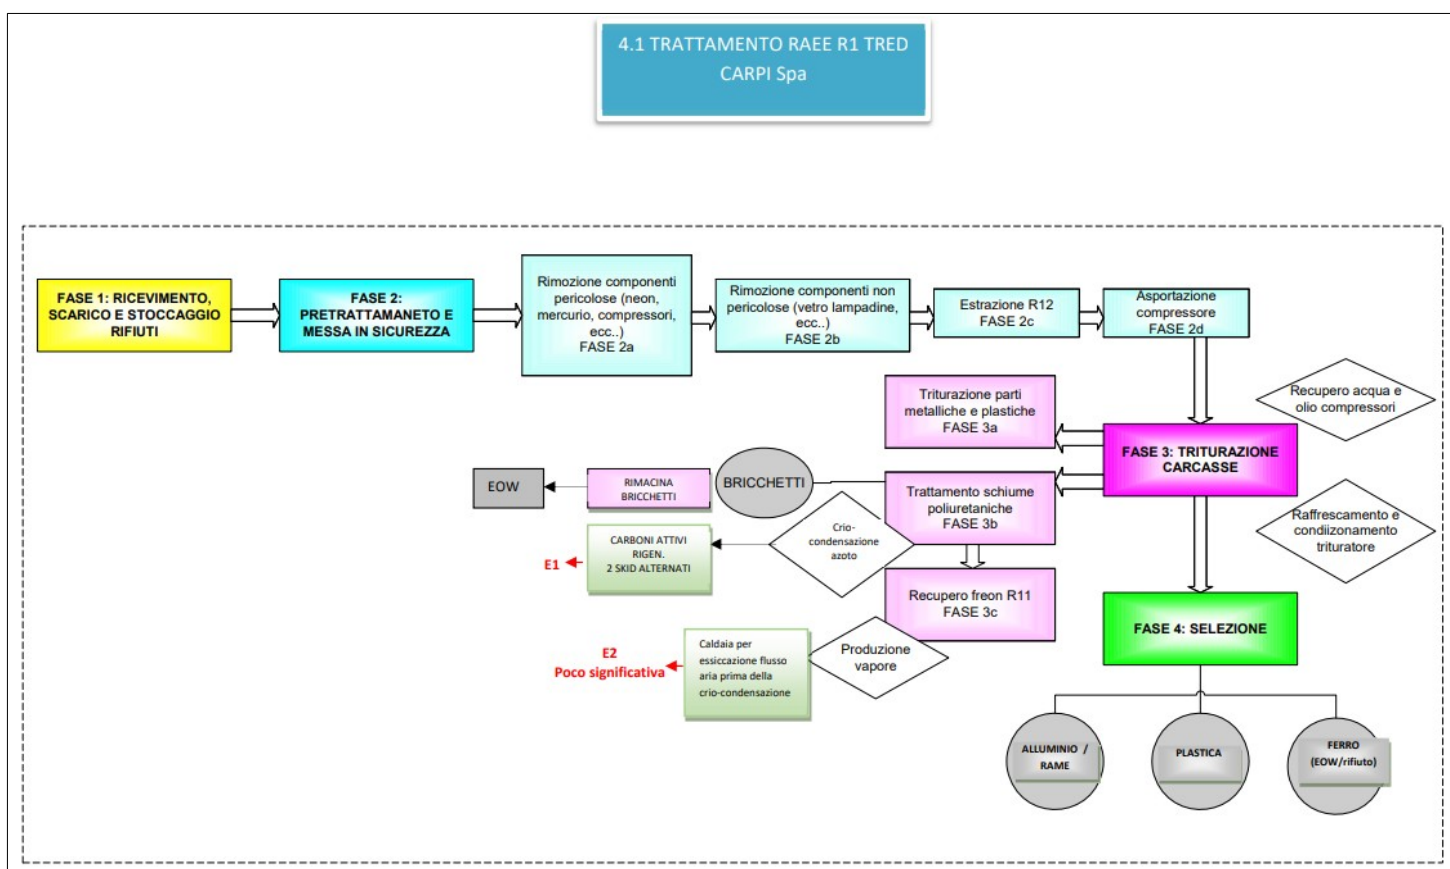 4.1 TRATTAMENTO RAEE R1 TRED
CARPI Spa
FASE 1: RICEVIMENTO,
SCARICO E STOCCAGGIO
RIFIUTI
FASE 2:
PRETRATTAMANETO E
MESSA IN SICUREZZA
Rimozione componenti
pericolose (neon,
mercurio, compressori,
ecc..)
FASE 2a
Rimozione componenti non
pericolose (vetro lampadine,
ecc..)
FASE 2b
Estrazione R12
FASE 2c
Asportazione
compressore
FASE 2d
Recupero acqua e
olio compressori
Triturazione parti
metalliche e plastiche
FASE 3a
FASE 3: TRITURAZIONE
CARCASSE
EOW
RIMACINA
BRICCHETTI
BRICCHETTI
Trattamento schiume
poliuretaniche
FASE 3b
Raffrescamento e
condiizonamento
trituratore
CARBONI ATTIVI
RIGEN.
2 SKID ALTERNATI
Crio-
condensazione
azoto
E1
Recupero freon R11
FASE 3c
FASE 4: SELEZIONE
E2
Poco significativa
Caldaia per
essiccazione flusso
aria prima della
crio-condensazione
Produzione
vapore
ALLUMINIO /
RAME
PLASTICA
FERRO
(EOW/rifiuto)